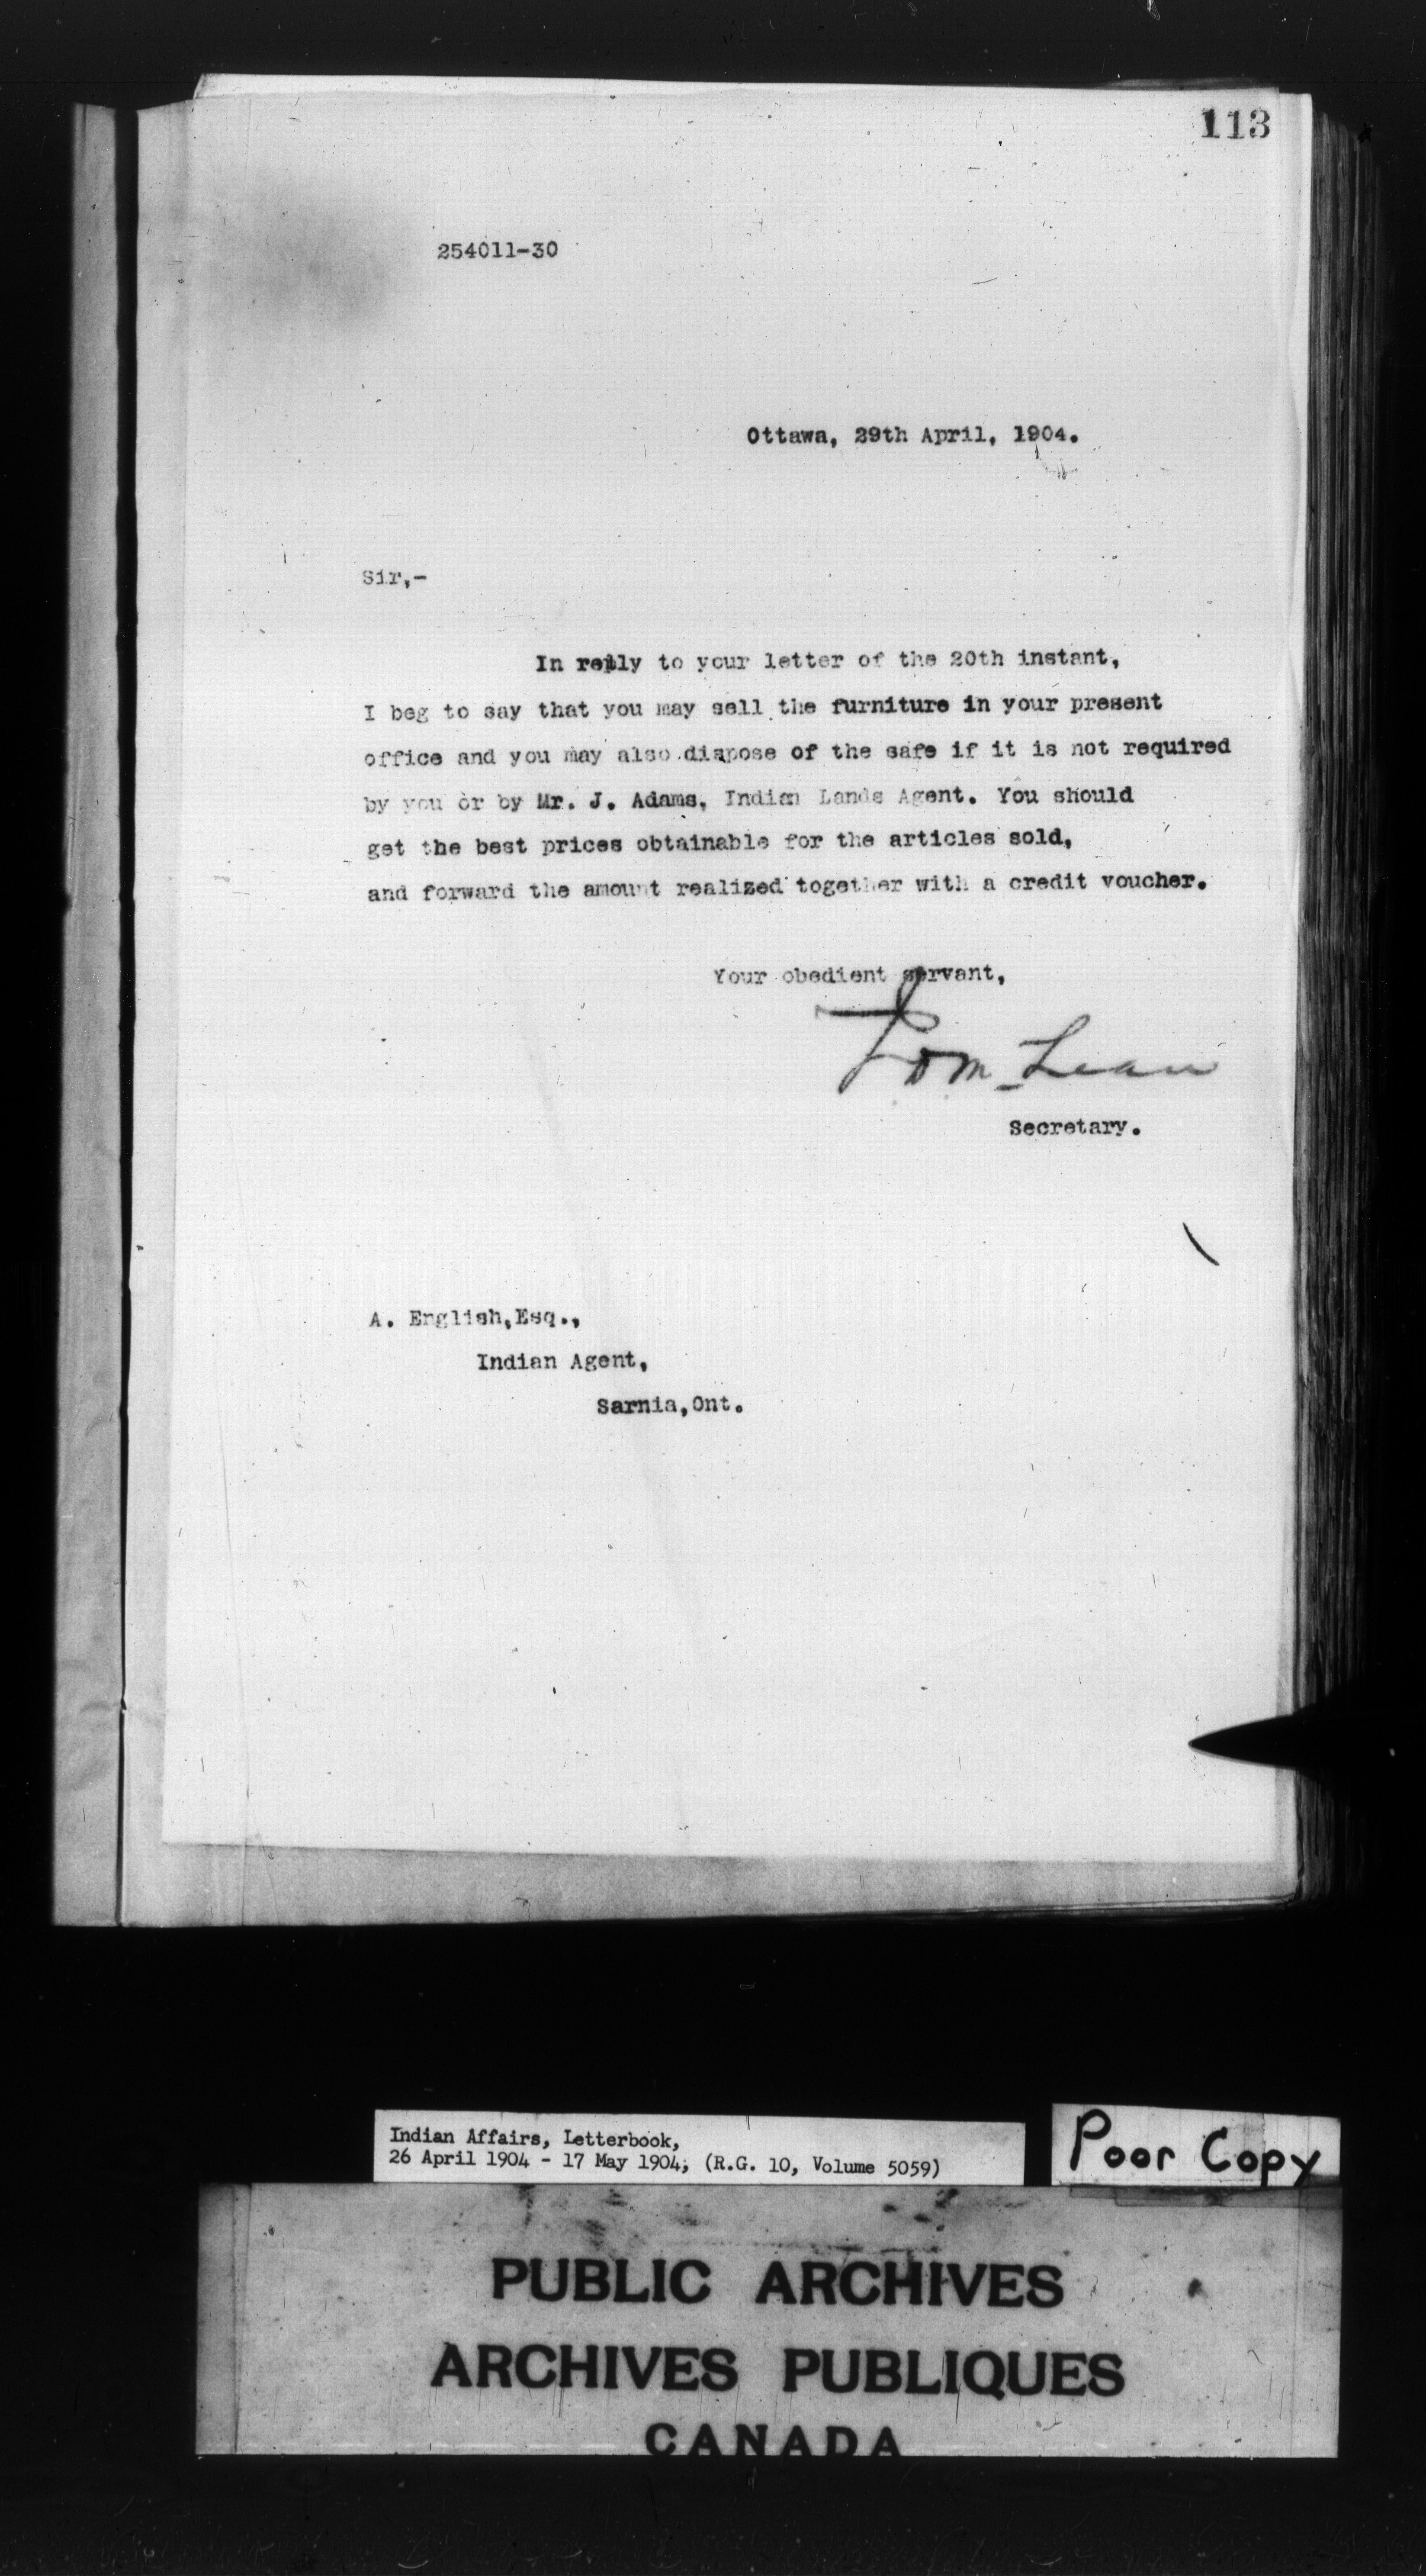 113
254011-30
Ottawa, 29th April, 1904.
Sir,-
In reply to your letter of the 20th instant,
I beg to say that you may sell the furniture in your present
office and you may also dispose of the safe if it is not required
by you or by Mr. J. Adams, Indian Lands Agent. You should
get the best prices obtainable for the articles sold,
and forward the amount realized together with a credit voucher.
Your obedient servant,
Secretary.
A. English,Esq.,
Indian Agent,
Sarnia,Ont.
Indian Affairs, Letterbook,
26 April 1904 - 17 May 1904; (R.G. 10, Volume 5059)
Poor Copy
PUBLIC ARCHIVES
ARCHIVES PUBLIQUES
CANADA